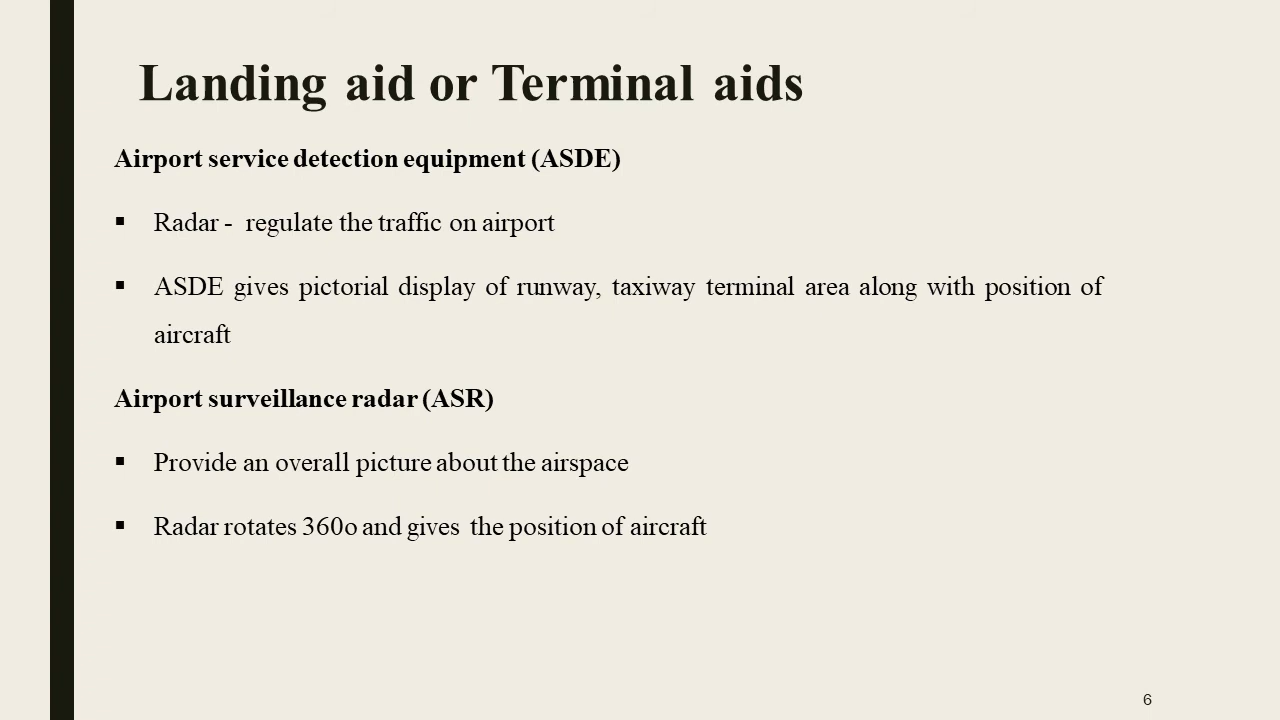 Landing aid or Terminal aids
Airport service detection equipment (ASDE)
▪ Radar - regulate the traffic on airport
▪ ASDE gives pictorial display of runway, taxiway terminal area along with position of
aircraft
Airport surveillance radar (ASR)
▪ Provide an overall picture about the airspace
▪ Radar rotates 360o and gives the position of aircraft
6